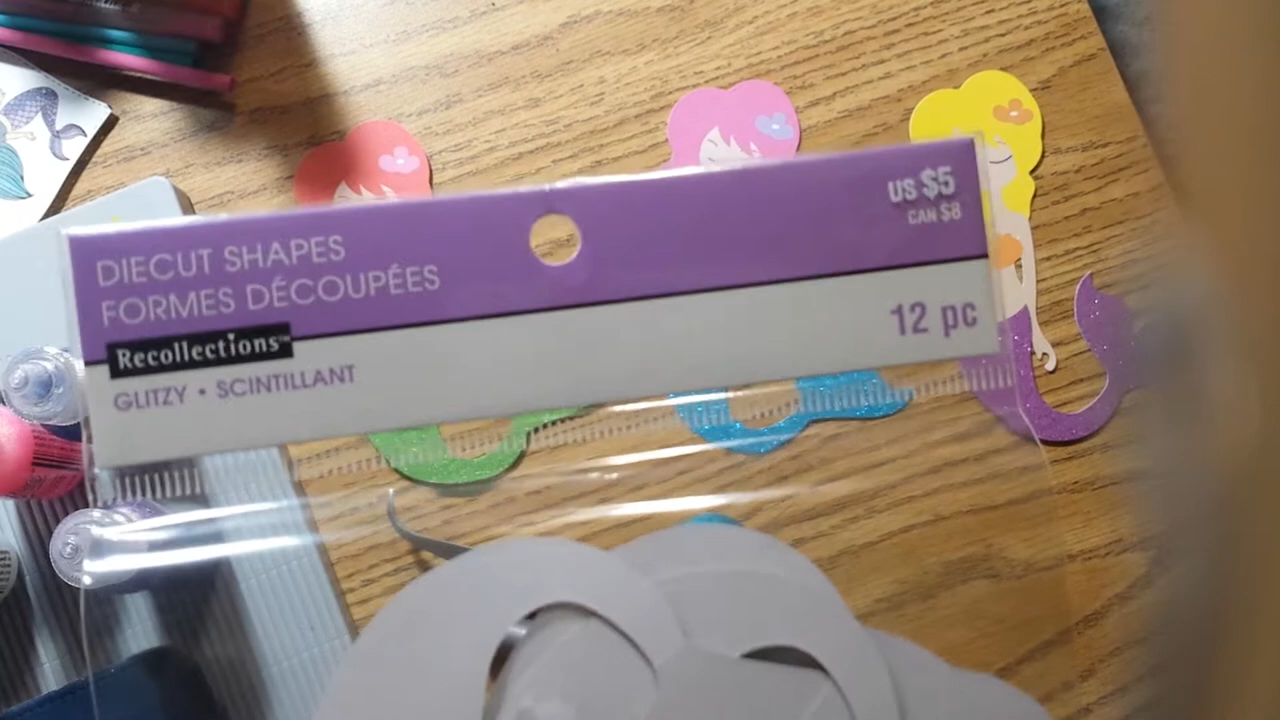 DIECUT SHAPES
FORMES DÉCOUPÉES
Recollections™
GLITZY • SCINTILLANT
US $5
CAN $8
12 pc